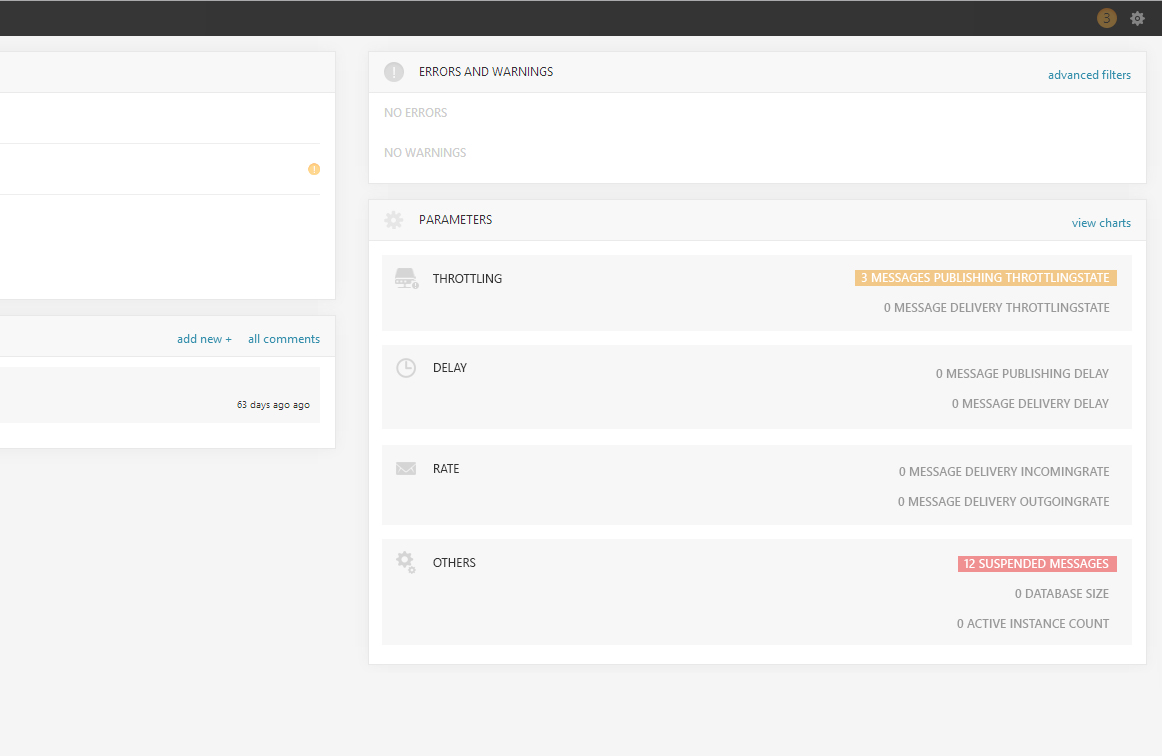 3
ERRORS AND WARNINGS
advanced filters
NO ERRORS
NO WARNINGS
PARAMETERS
view charts
THROTTLING
3 MESSAGES PUBLISHING THROTTLINGSTATE
0 MESSAGE DELIVERY THROTTLINGSTATE
add new +
all comments
63 days ago ago
DELAY
0 MESSAGE PUBLISHING DELAY
0 MESSAGE DELIVERY DELAY
RATE
0 MESSAGE DELIVERY INCOMINGRATE
0 MESSAGE DELIVERY OUTGOINGRATE
OTHERS
12 SUSPENDED MESSAGES
0 DATABASE SIZE
0 ACTIVE INSTANCE COUNT